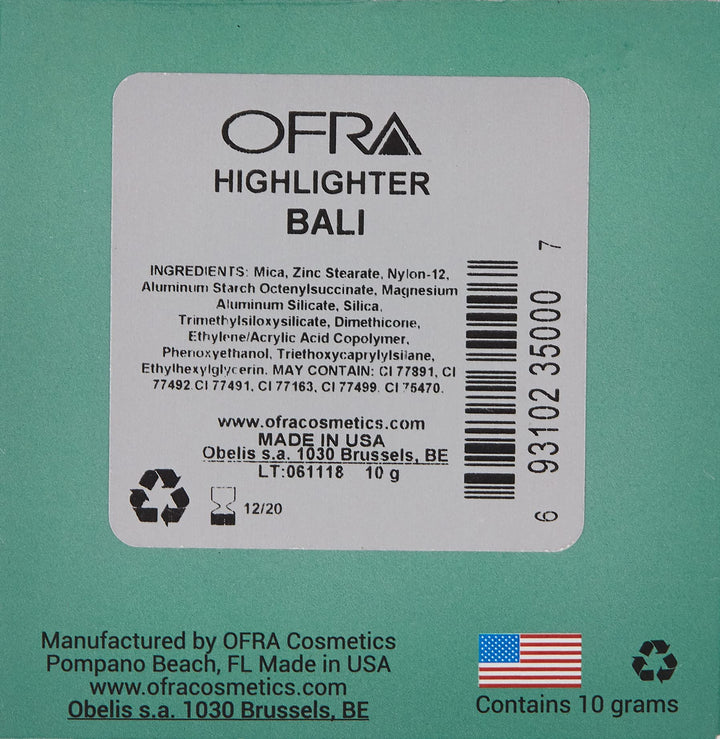 OFRA
HIGHLIGHTER
BALI
INGREDIENTS: Mica, Zinc Stearate, Nylon-12,
Aluminum Starch Octenylsuccinate, Magnesium
Aluminum Silicate, Silica,
Trimethylsiloxysilicate, Dimethicone,
Ethylene/Acrylic Acid Copolymer,
Phenoxyethanol, Triethoxycaprylylsilane,
Ethylhexylglycerin. MAY CONTAIN: CI 77891, CI
77492.CI 77491, CI 77163, CI 77499. CI 75470.
www.ofracosmetics.com
MADE IN USA
Obelis s.a. 1030 Brussels, BE
LT:061118 10 g
12/20
6 93102 35000 7
Manufactured by OFRA Cosmetics
Pompano Beach, FL Made in USA
www.ofracosmetics.com
Obelis s.a. 1030 Brussels, BE
Contains 10 grams